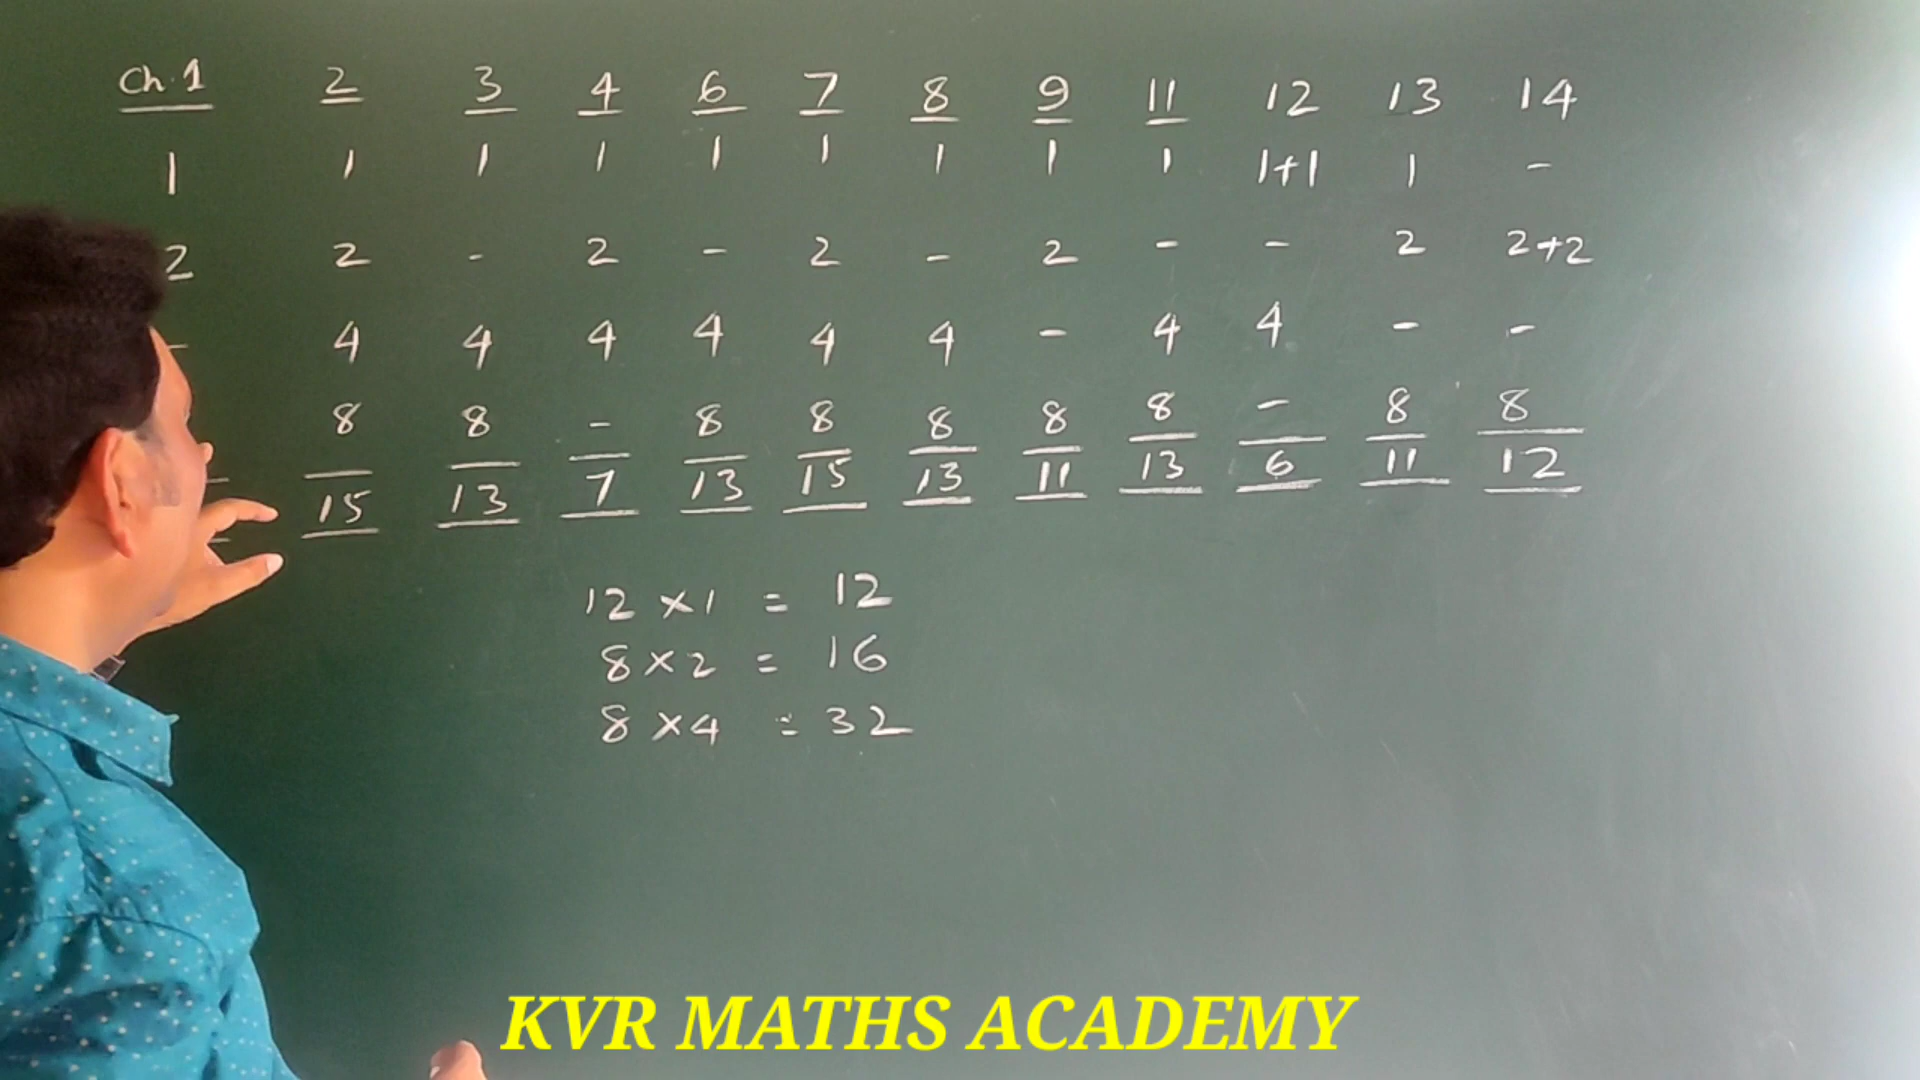 Ch.1 2 3 4 6 7 8 9 11 12 13 14
1 1 1 1 1 1 1 1 1 1+1 1 -
2 2 - 2 - 2 - 2 - - 2 2+2
- 4 4 4 4 4 4 - 4 4 - -
8 8 - 8 8 8 8 8 - 8 8
15 13 7 13 15 13 11 13 6 11 12
12 × 1 = 12
8 × 2 = 16
8 × 4 = 32
KVR MATHS ACADEMY